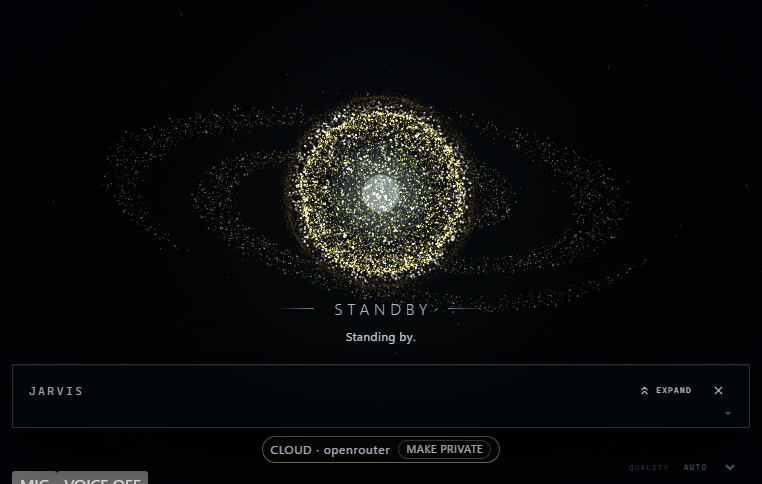 STANDBY
Standing by.
JARVIS
EXPAND
CLOUD · openrouter MAKE PRIVATE
QUALITY AUTO
MIC VOICE OFF